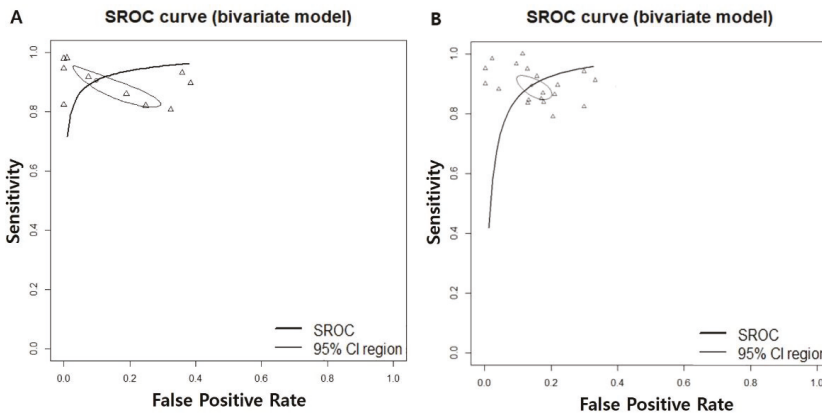 A
SROC curve (bivariate model)
Sensitivity
1.0
0.8
0.6
0.4
0.2
0.0
SROC
95% CI region
0.0 0.2 0.4 0.6 0.8 1.0
False Positive Rate
B
SROC curve (bivariate model)
Sensitivity
1.0
0.8
0.6
0.4
0.2
0.0
SROC
95% CI region
0.0 0.2 0.4 0.6 0.8 1.0
False Positive Rate